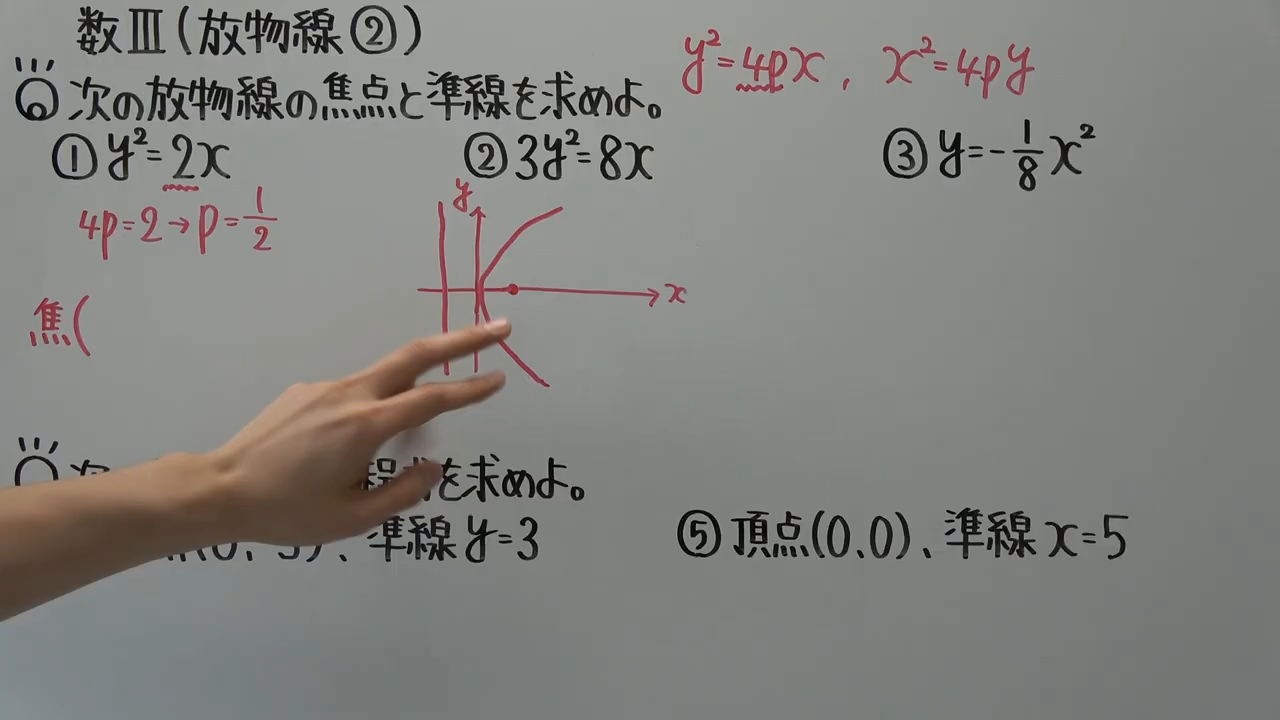 数Ⅲ(放物線②)
y²=4px, x²=4py
Q 次の放物線の焦点と準線を求めよ。
① y²=2x
② 3y²=8x
③ y=-1/8x²
4p=2→p=1/2
y
x
焦(
次 を求めよ。
準線 y=3
⑤ 頂点(0,0)、準線 x=5